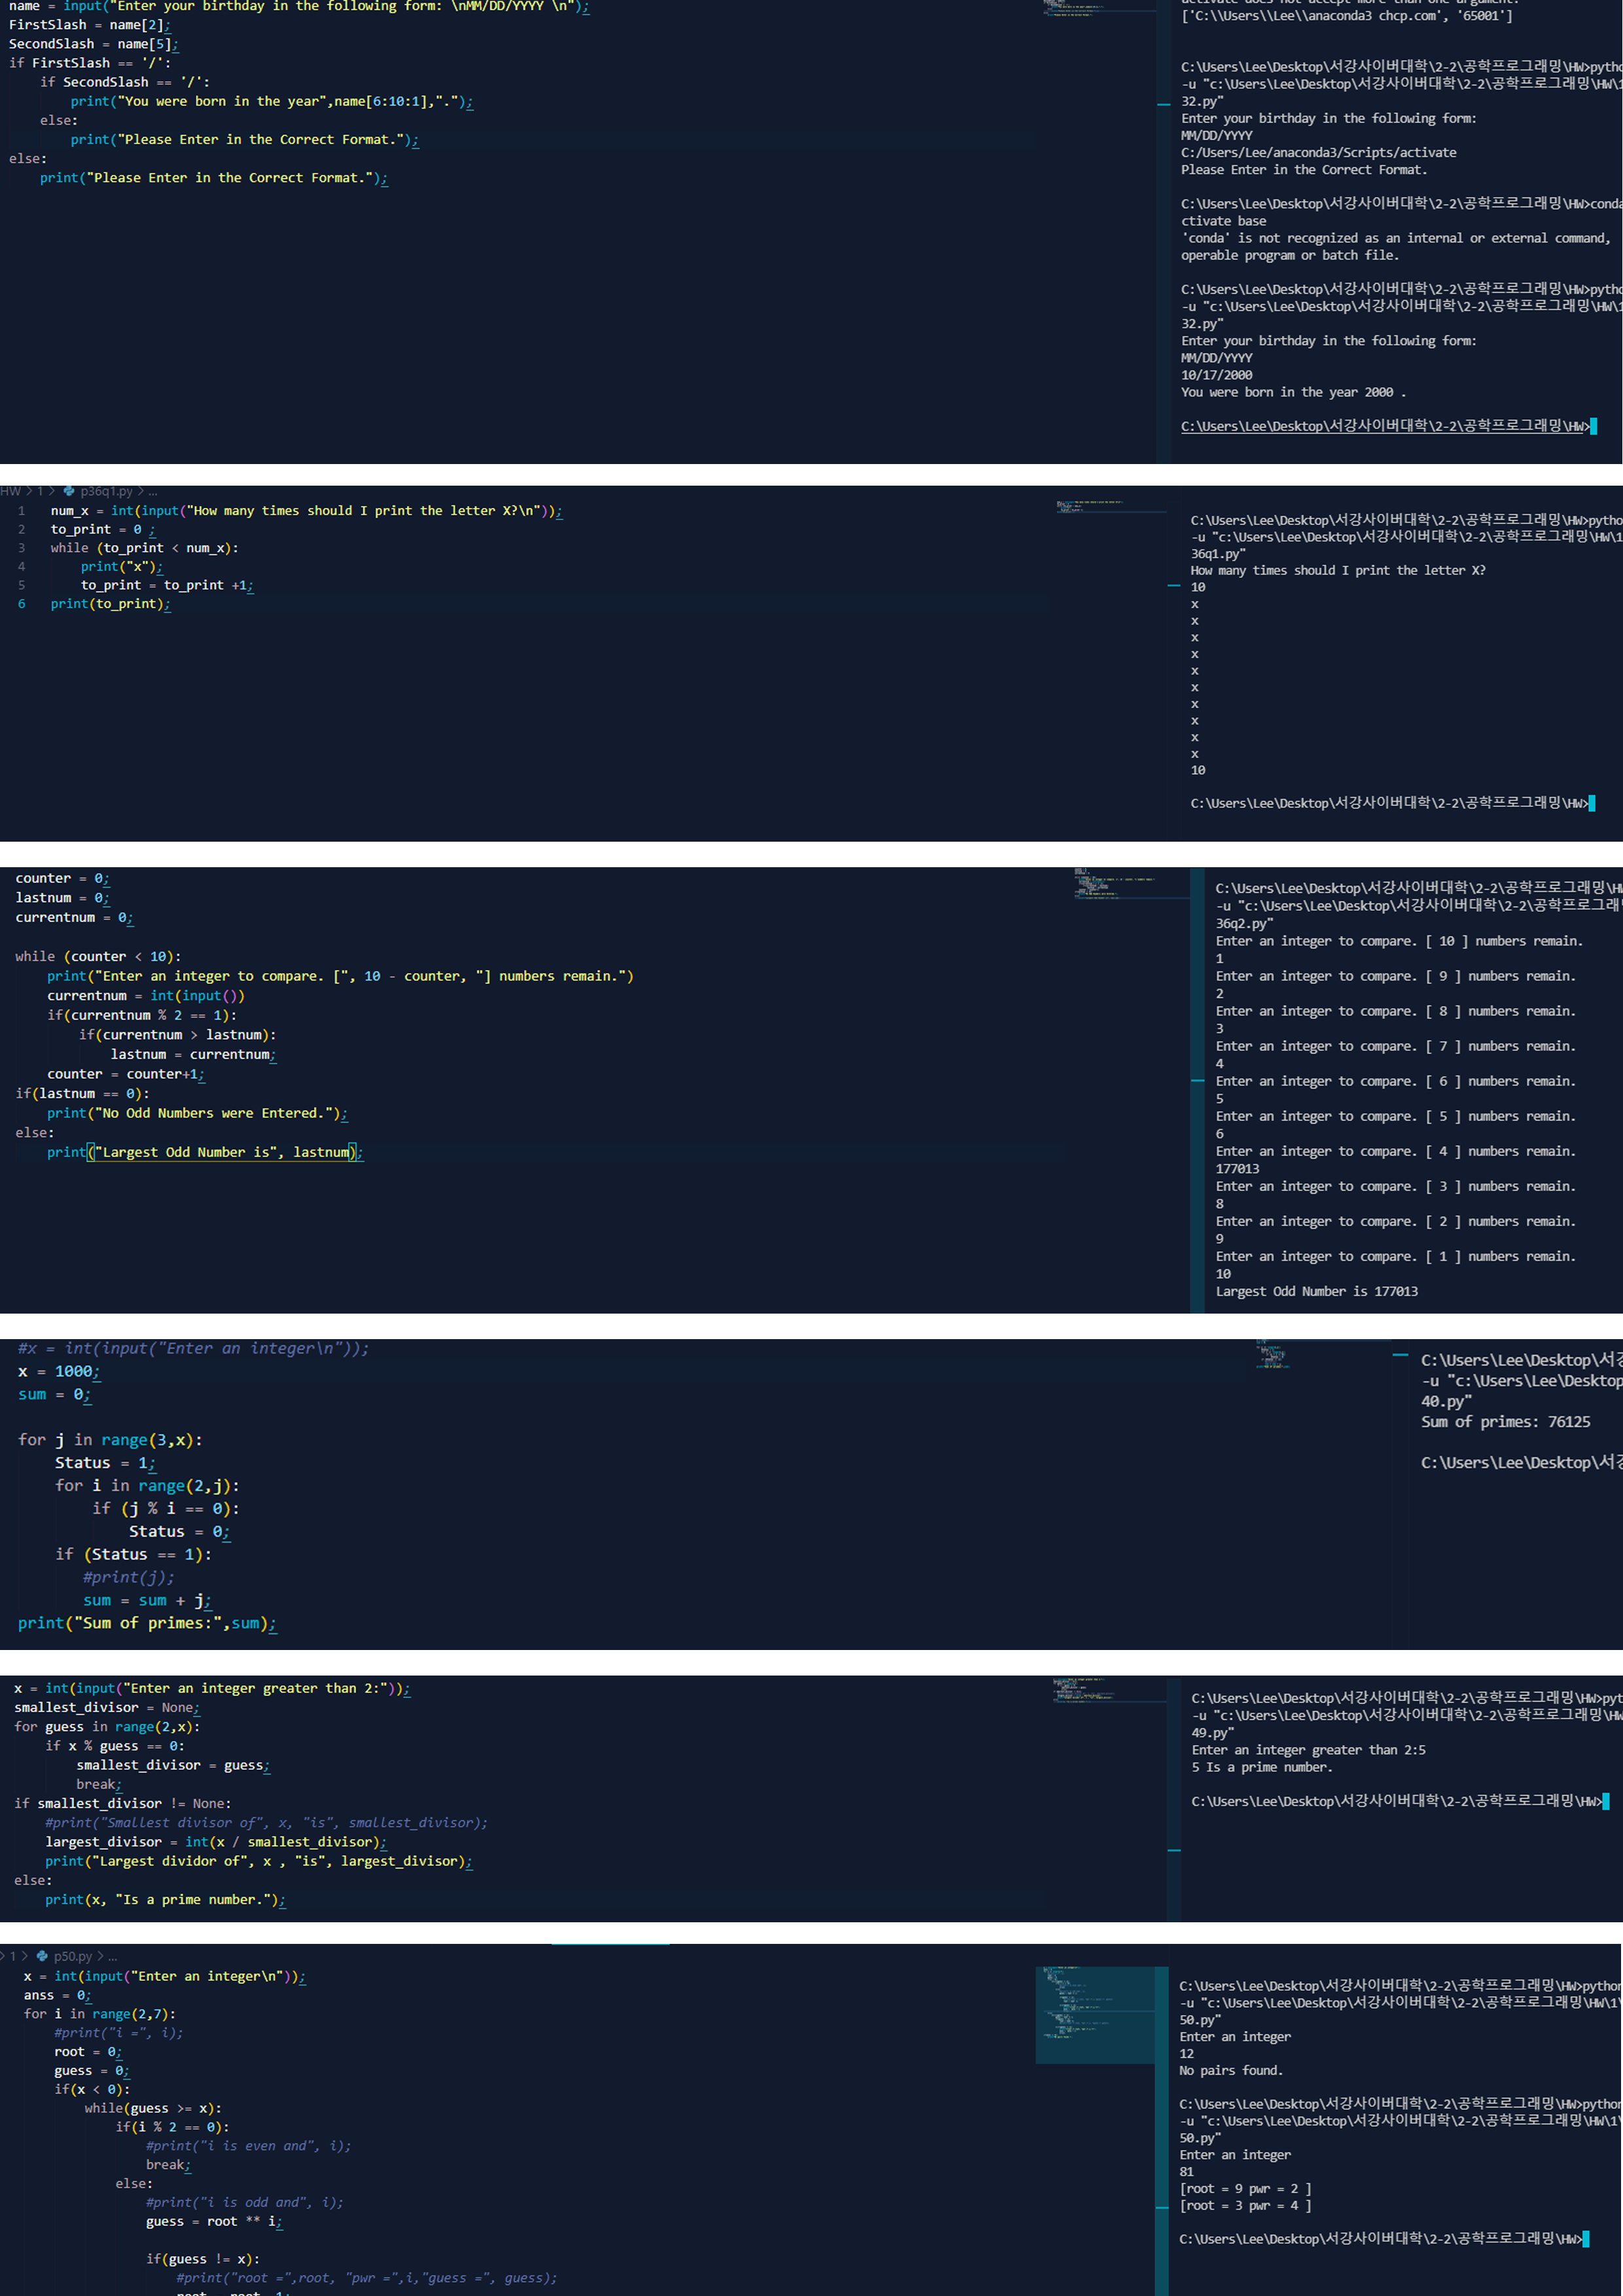 name = input("Enter your birthday in the following form: \nMM/DD/YYYY \n");
FirstSlash = name[2];
SecondSlash = name[5];
if FirstSlash == '/':
    if SecondSlash == '/':
        print("You were born in the year",name[6:10:1],".");
    else:
        print("Please Enter in the Correct Format.");
else:
    print("Please Enter in the Correct Format.");
activate does not accept more than one argument:
['C:\\Users\\Lee\\anaconda3 chcp.com', '65001']
C:\Users\Lee\Desktop\서강사이버대학\2-2\공학프로그래밍\HW>pytho
-u "c:\Users\Lee\Desktop\서강사이버대학\2-2\공학프로그래밍\HW\1
32.py"
Enter your birthday in the following form:
MM/DD/YYYY
C:/Users/Lee/anaconda3/Scripts/activate
Please Enter in the Correct Format.
C:\Users\Lee\Desktop\서강사이버대학\2-2\공학프로그래밍\HW>conda
ctivate base
'conda' is not recognized as an internal or external command,
operable program or batch file.
C:\Users\Lee\Desktop\서강사이버대학\2-2\공학프로그래밍\HW>pytho
-u "c:\Users\Lee\Desktop\서강사이버대학\2-2\공학프로그래밍\HW\1
32.py"
Enter your birthday in the following form:
MM/DD/YYYY
10/17/2000
You were born in the year 2000 .
C:\Users\Lee\Desktop\서강사이버대학\2-2\공학프로그래밍\HW>
HW > 1 > p36q1.py > ...
1 num_x = int(input("How many times should I print the letter X?\n"));
2 to_print = 0 ;
3 while (to_print < num_x):
4     print("x");
5     to_print = to_print +1;
6 print(to_print);
C:\Users\Lee\Desktop\서강사이버대학\2-2\공학프로그래밍\HW>pytho
-u "c:\Users\Lee\Desktop\서강사이버대학\2-2\공학프로그래밍\HW\1
36q1.py"
How many times should I print the letter X?
10
x
x
x
x
x
x
x
x
x
x
10
C:\Users\Lee\Desktop\서강사이버대학\2-2\공학프로그래밍\HW>
counter = 0;
lastnum = 0;
currentnum = 0;
while (counter < 10):
    print("Enter an integer to compare. [", 10 - counter, "] numbers remain.")
    currentnum = int(input())
    if(currentnum % 2 == 1):
        if(currentnum > lastnum):
            lastnum = currentnum;
    counter = counter+1;
if(lastnum == 0):
    print("No Odd Numbers were Entered.");
else:
    print("Largest Odd Number is", lastnum);
C:\Users\Lee\Desktop\서강사이버대학\2-2\공학프로그래밍\HW
-u "c:\Users\Lee\Desktop\서강사이버대학\2-2\공학프로그래
36q2.py"
Enter an integer to compare. [ 10 ] numbers remain.
1
Enter an integer to compare. [ 9 ] numbers remain.
2
Enter an integer to compare. [ 8 ] numbers remain.
3
Enter an integer to compare. [ 7 ] numbers remain.
4
Enter an integer to compare. [ 6 ] numbers remain.
5
Enter an integer to compare. [ 5 ] numbers remain.
6
Enter an integer to compare. [ 4 ] numbers remain.
177013
Enter an integer to compare. [ 3 ] numbers remain.
8
Enter an integer to compare. [ 2 ] numbers remain.
9
Enter an integer to compare. [ 1 ] numbers remain.
10
Largest Odd Number is 177013
#x = int(input("Enter an integer\n"));
x = 1000;
sum = 0;
for j in range(3,x):
    Status = 1;
    for i in range(2,j):
        if (j % i == 0):
            Status = 0;
    if (Status == 1):
       #print(j);
       sum = sum + j;
print("Sum of primes:",sum);
C:\Users\Lee\Desktop\서강
-u "c:\Users\Lee\Desktop
40.py"
Sum of primes: 76125
C:\Users\Lee\Desktop\서강
x = int(input("Enter an integer greater than 2:"));
smallest_divisor = None;
for guess in range(2,x):
    if x % guess == 0:
        smallest_divisor = guess;
        break;
if smallest_divisor != None:
    #print("Smallest divisor of", x, "is", smallest_divisor);
    largest_divisor = int(x / smallest_divisor);
    print("Largest dividor of", x , "is", largest_divisor);
else:
    print(x, "Is a prime number.");
C:\Users\Lee\Desktop\서강사이버대학\2-2\공학프로그래밍\HW>pyt
-u "c:\Users\Lee\Desktop\서강사이버대학\2-2\공학프로그래밍\HW
49.py"
Enter an integer greater than 2:5
5 Is a prime number.
C:\Users\Lee\Desktop\서강사이버대학\2-2\공학프로그래밍\HW>
> 1 > p50.py > ...
x = int(input("Enter an integer\n"));
anss = 0;
for i in range(2,7):
    #print("i =", i);
    root = 0;
    guess = 0;
    if(x < 0):
        while(guess >= x):
            if(i % 2 == 0):
                #print("i is even and", i);
                break;
            else:
                #print("i is odd and", i);
                guess = root ** i;
                if(guess != x):
                    #print("root =",root, "pwr =",i,"guess =", guess);
C:\Users\Lee\Desktop\서강사이버대학\2-2\공학프로그래밍\HW>python
-u "c:\Users\Lee\Desktop\서강사이버대학\2-2\공학프로그래밍\HW\1\
50.py"
Enter an integer
12
No pairs found.
C:\Users\Lee\Desktop\서강사이버대학\2-2\공학프로그래밍\HW>python
-u "c:\Users\Lee\Desktop\서강사이버대학\2-2\공학프로그래밍\HW\1\
50.py"
Enter an integer
81
[root = 9 pwr = 2 ]
[root = 3 pwr = 4 ]
C:\Users\Lee\Desktop\서강사이버대학\2-2\공학프로그래밍\HW>